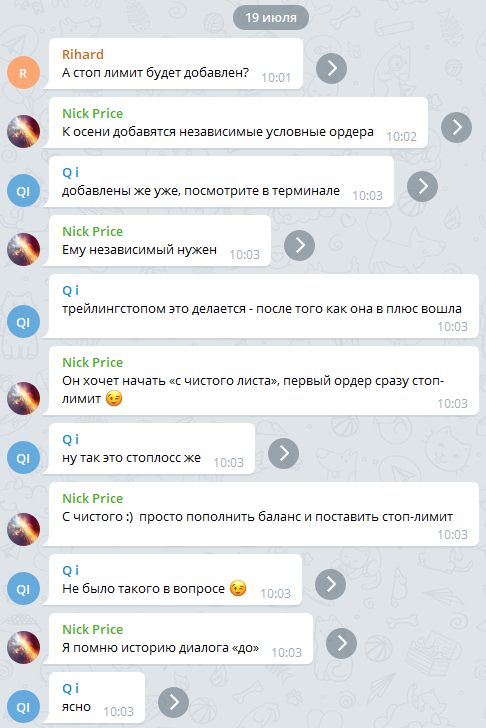 19 июля
Rihard
R
А стоп лимит будет добавлен? 10:01
Nick Price
К осени добавятся независимые условные ордера 10:02
Q i
QI
добавлены же уже, посмотрите в терминале 10:03
Nick Price
Ему независимый нужен 10:03
Q i
трейлингстопом это делается - после того как она в плюс вошла
QI
10:03
Nick Price
Он хочет начать «с чистого листа», первый ордер сразу стоп-
лимит 😉 10:03
Q i
QI
ну так это стоплосс же 10:03
Nick Price
С чистого :) просто пополнить баланс и поставить стоп-лимит
10:03
Q i
QI
Не было такого в вопросе 😉 10:03
Nick Price
Я помню историю диалога «до» 10:03
Q i
QI
ясно 10:03